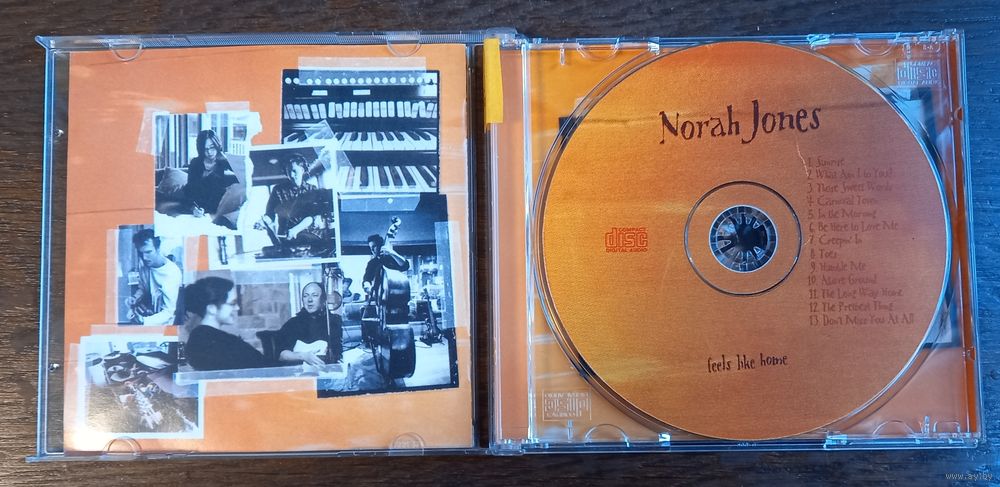 Norah Jones
1. Sunrise
2. What Am I to You?
3. Those Sweet Words
4. Carnival Town
5. In the Morning
6. Be Here to Love Me
7. Creepin' In
8. Toes
9. Humble Me
10. Above Ground
11. The Long Way Home
12. The Prettiest Thing
13. Don't Miss You At All
COMPACT
disc
DIGITAL AUDIO
feels like home
www.ay.by